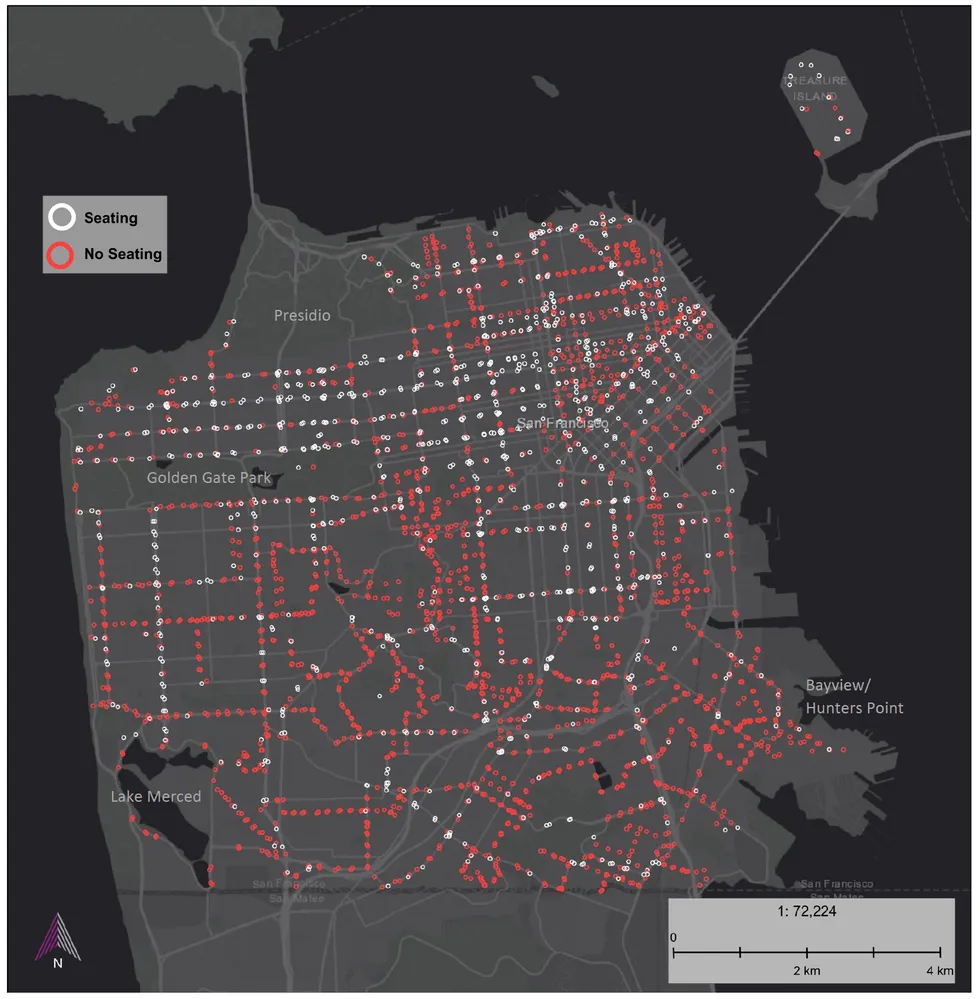 TREASURE
ISLAND
Seating
No Seating
Presidio
San Francisco
Golden Gate Park
Bayview/
Hunters Point
Lake Merced
San Francisco
San Mateo
San Francisco
San Mateo
1: 72,224
0
2 km
4 km
N